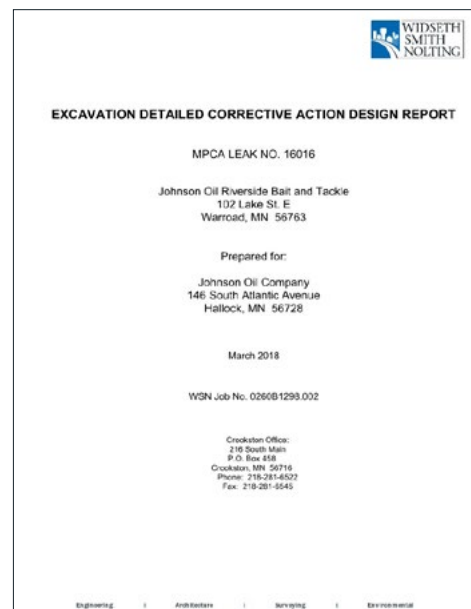 WIDSETH
SMITH
NOLTING
EXCAVATION DETAILED CORRECTIVE ACTION DESIGN REPORT
MPCA LEAK NO. 16016
Johnson Oil Riverside Bait and Tackle
102 Lake St. E
Warroad, MN 56763
Prepared for:
Johnson Oil Company
146 South Atlantic Avenue
Hallock, MN 56728
March 2018
WSN Job No. 0260B1298.002
Crookston Office:
216 South Main
P.O. Box 458
Crookston, MN 56716
Phone: 218-281-6522
Fax: 218-281-6545
Engineering | Architecture | Surveying | Environmental